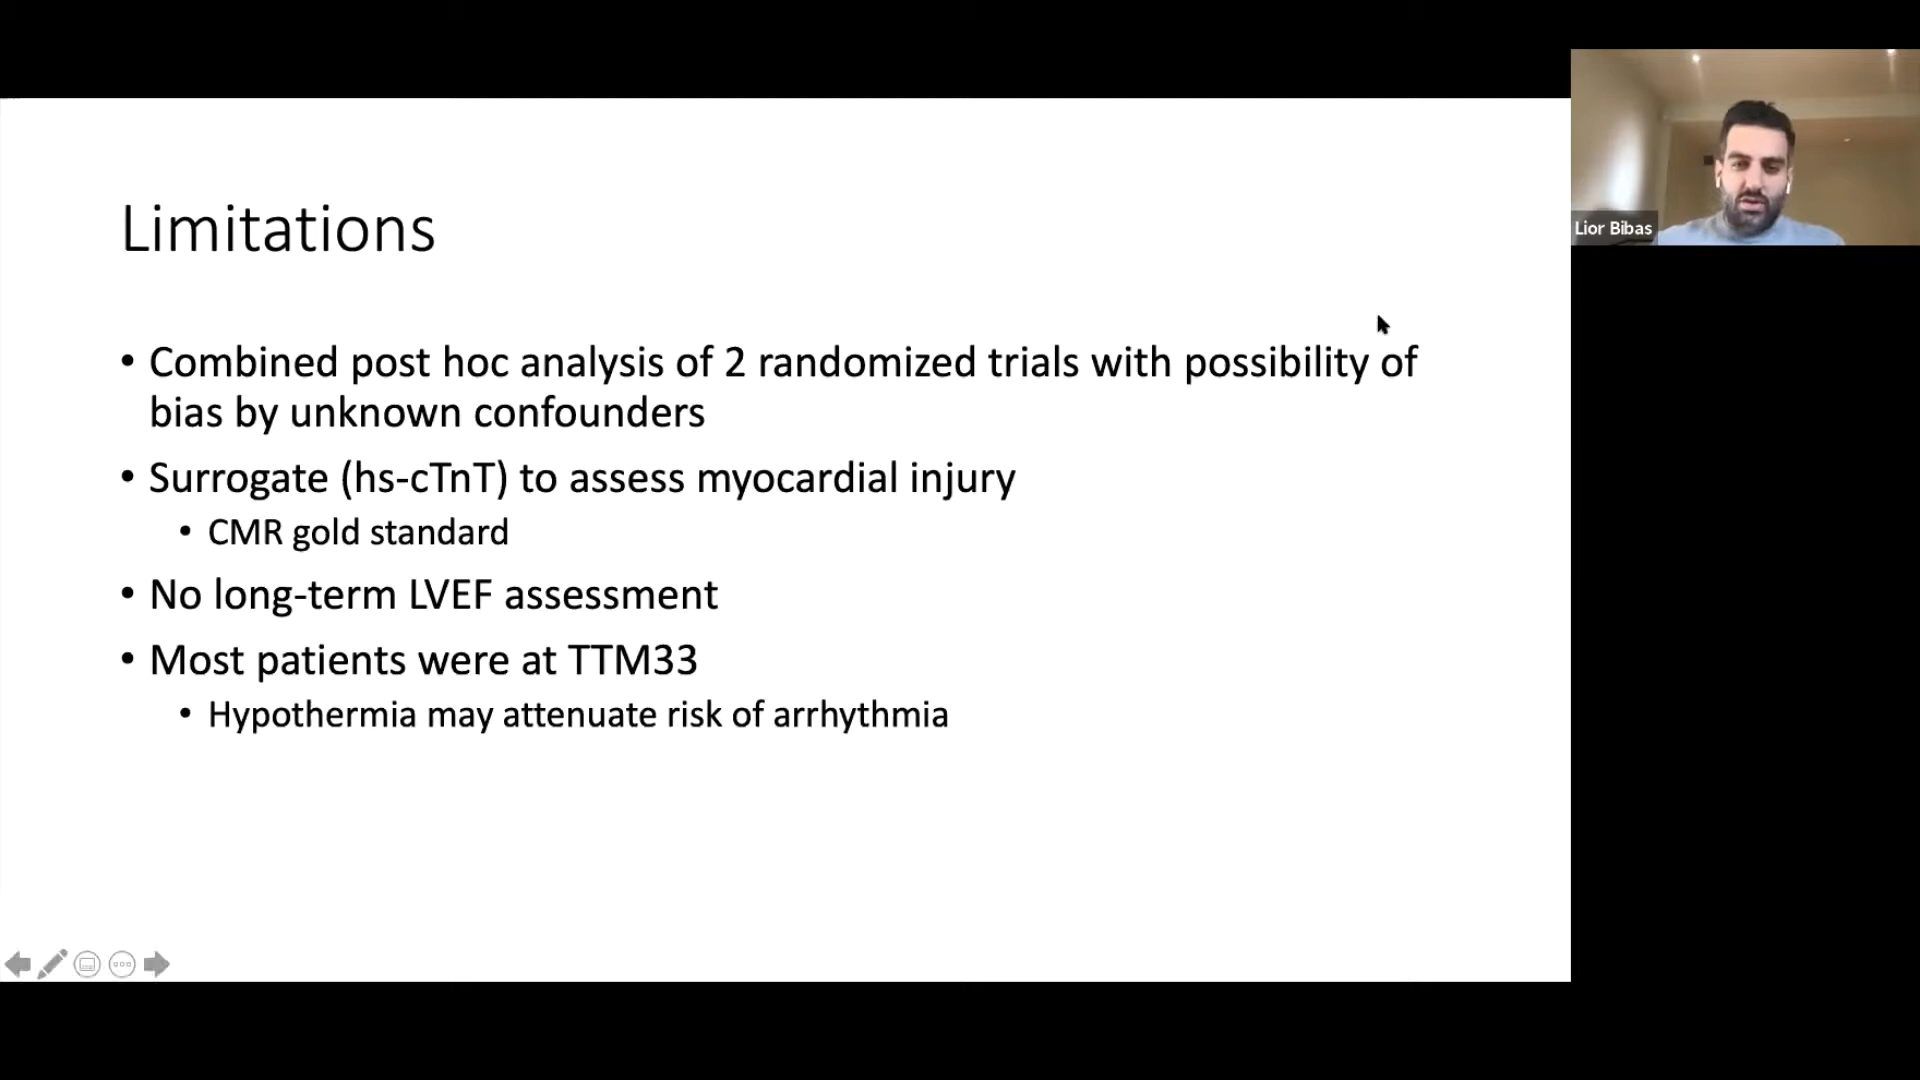 Limitations
• Combined post hoc analysis of 2 randomized trials with possibility of
bias by unknown confounders
• Surrogate (hs-cTnT) to assess myocardial injury
• CMR gold standard
• No long-term LVEF assessment
• Most patients were at TTM33
• Hypothermia may attenuate risk of arrhythmia
Lior Bibas